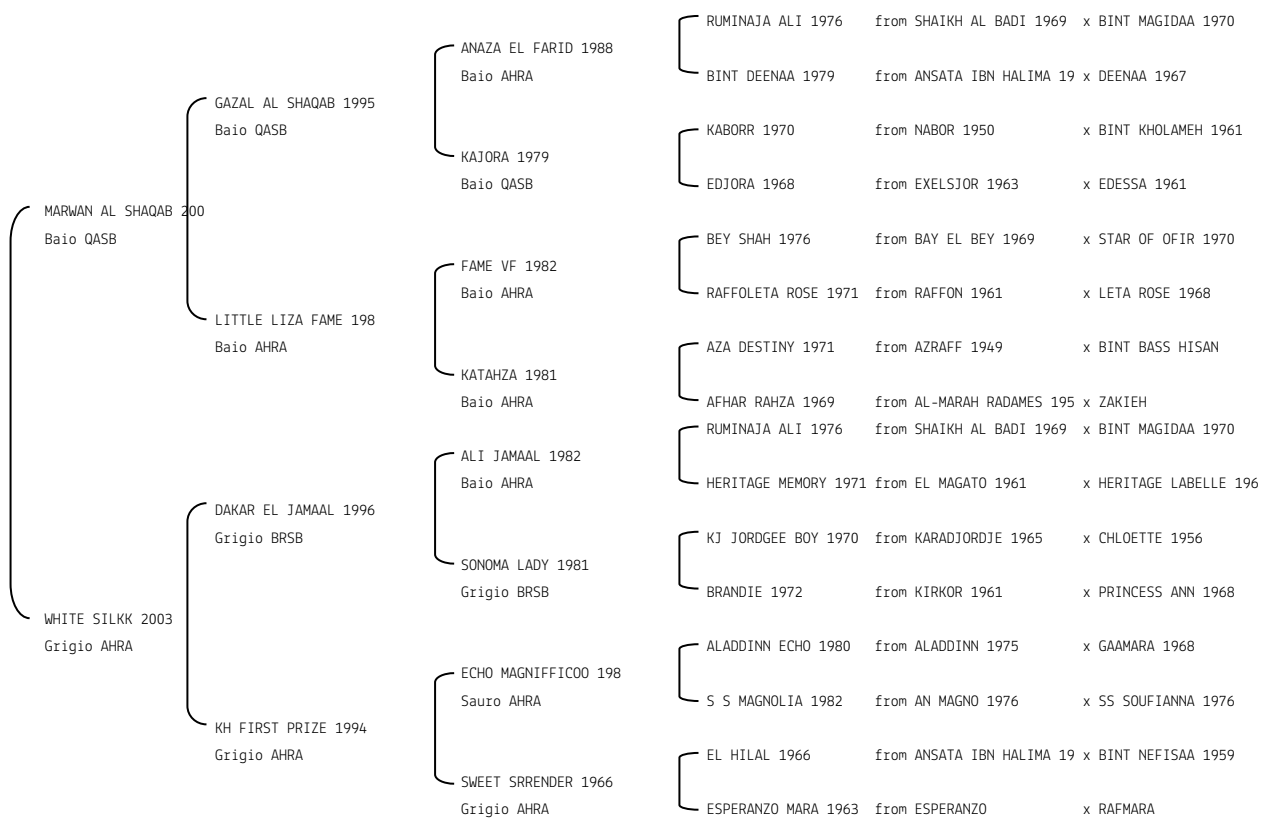 RUMINAJA ALI 1976 from SHAIKH AL BADI 1969 x BINT MAGIDAA 1970
ANAZA EL FARID 1988
Baio AHRA
BINT DEENAA 1979 from ANSATA IBN HALIMA 19 x DEENAA 1967
GAZAL AL SHAQAB 1995
Baio QASB
KABORR 1970 from NABOR 1950 x BINT KHOLAMEH 1961
KAJORA 1979
Baio QASB
EDJORA 1968 from EXELSJOR 1963 x EDESSA 1961
MARWAN AL SHAQAB 200
Baio QASB
BEY SHAH 1976 from BAY EL BEY 1969 x STAR OF OFIR 1970
FAME VF 1982
Baio AHRA
RAFFOLETA ROSE 1971 from RAFFON 1961 x LETA ROSE 1968
LITTLE LIZA FAME 198
Baio AHRA
AZA DESTINY 1971 from AZRAFF 1949 x BINT BASS HISAN
KATAHZA 1981
Baio AHRA
AFHAR RAHZA 1969 from AL-MARAH RADAMES 195 x ZAKIEH
RUMINAJA ALI 1976 from SHAIKH AL BADI 1969 x BINT MAGIDAA 1970
ALI JAMAAL 1982
Baio AHRA
HERITAGE MEMORY 1971 from EL MAGATO 1961 x HERITAGE LABELLE 196
DAKAR EL JAMAAL 1996
Grigio BRSB
KJ JORDGEE BOY 1970 from KARADJORDJE 1965 x CHLOETTE 1956
SONOMA LADY 1981
Grigio BRSB
BRANDIE 1972 from KIRKOR 1961 x PRINCESS ANN 1968
WHITE SILKK 2003
Grigio AHRA
ALADDINN ECHO 1980 from ALADDINN 1975 x GAAMARA 1968
ECHO MAGNIFFICOO 198
Sauro AHRA
S S MAGNOLIA 1982 from AN MAGNO 1976 x SS SOUFIANNA 1976
KH FIRST PRIZE 1994
Grigio AHRA
EL HILAL 1966 from ANSATA IBN HALIMA 19 x BINT NEFISAA 1959
SWEET SRRENDER 1966
Grigio AHRA
ESPERANZO MARA 1963 from ESPERANZO x RAFMARA